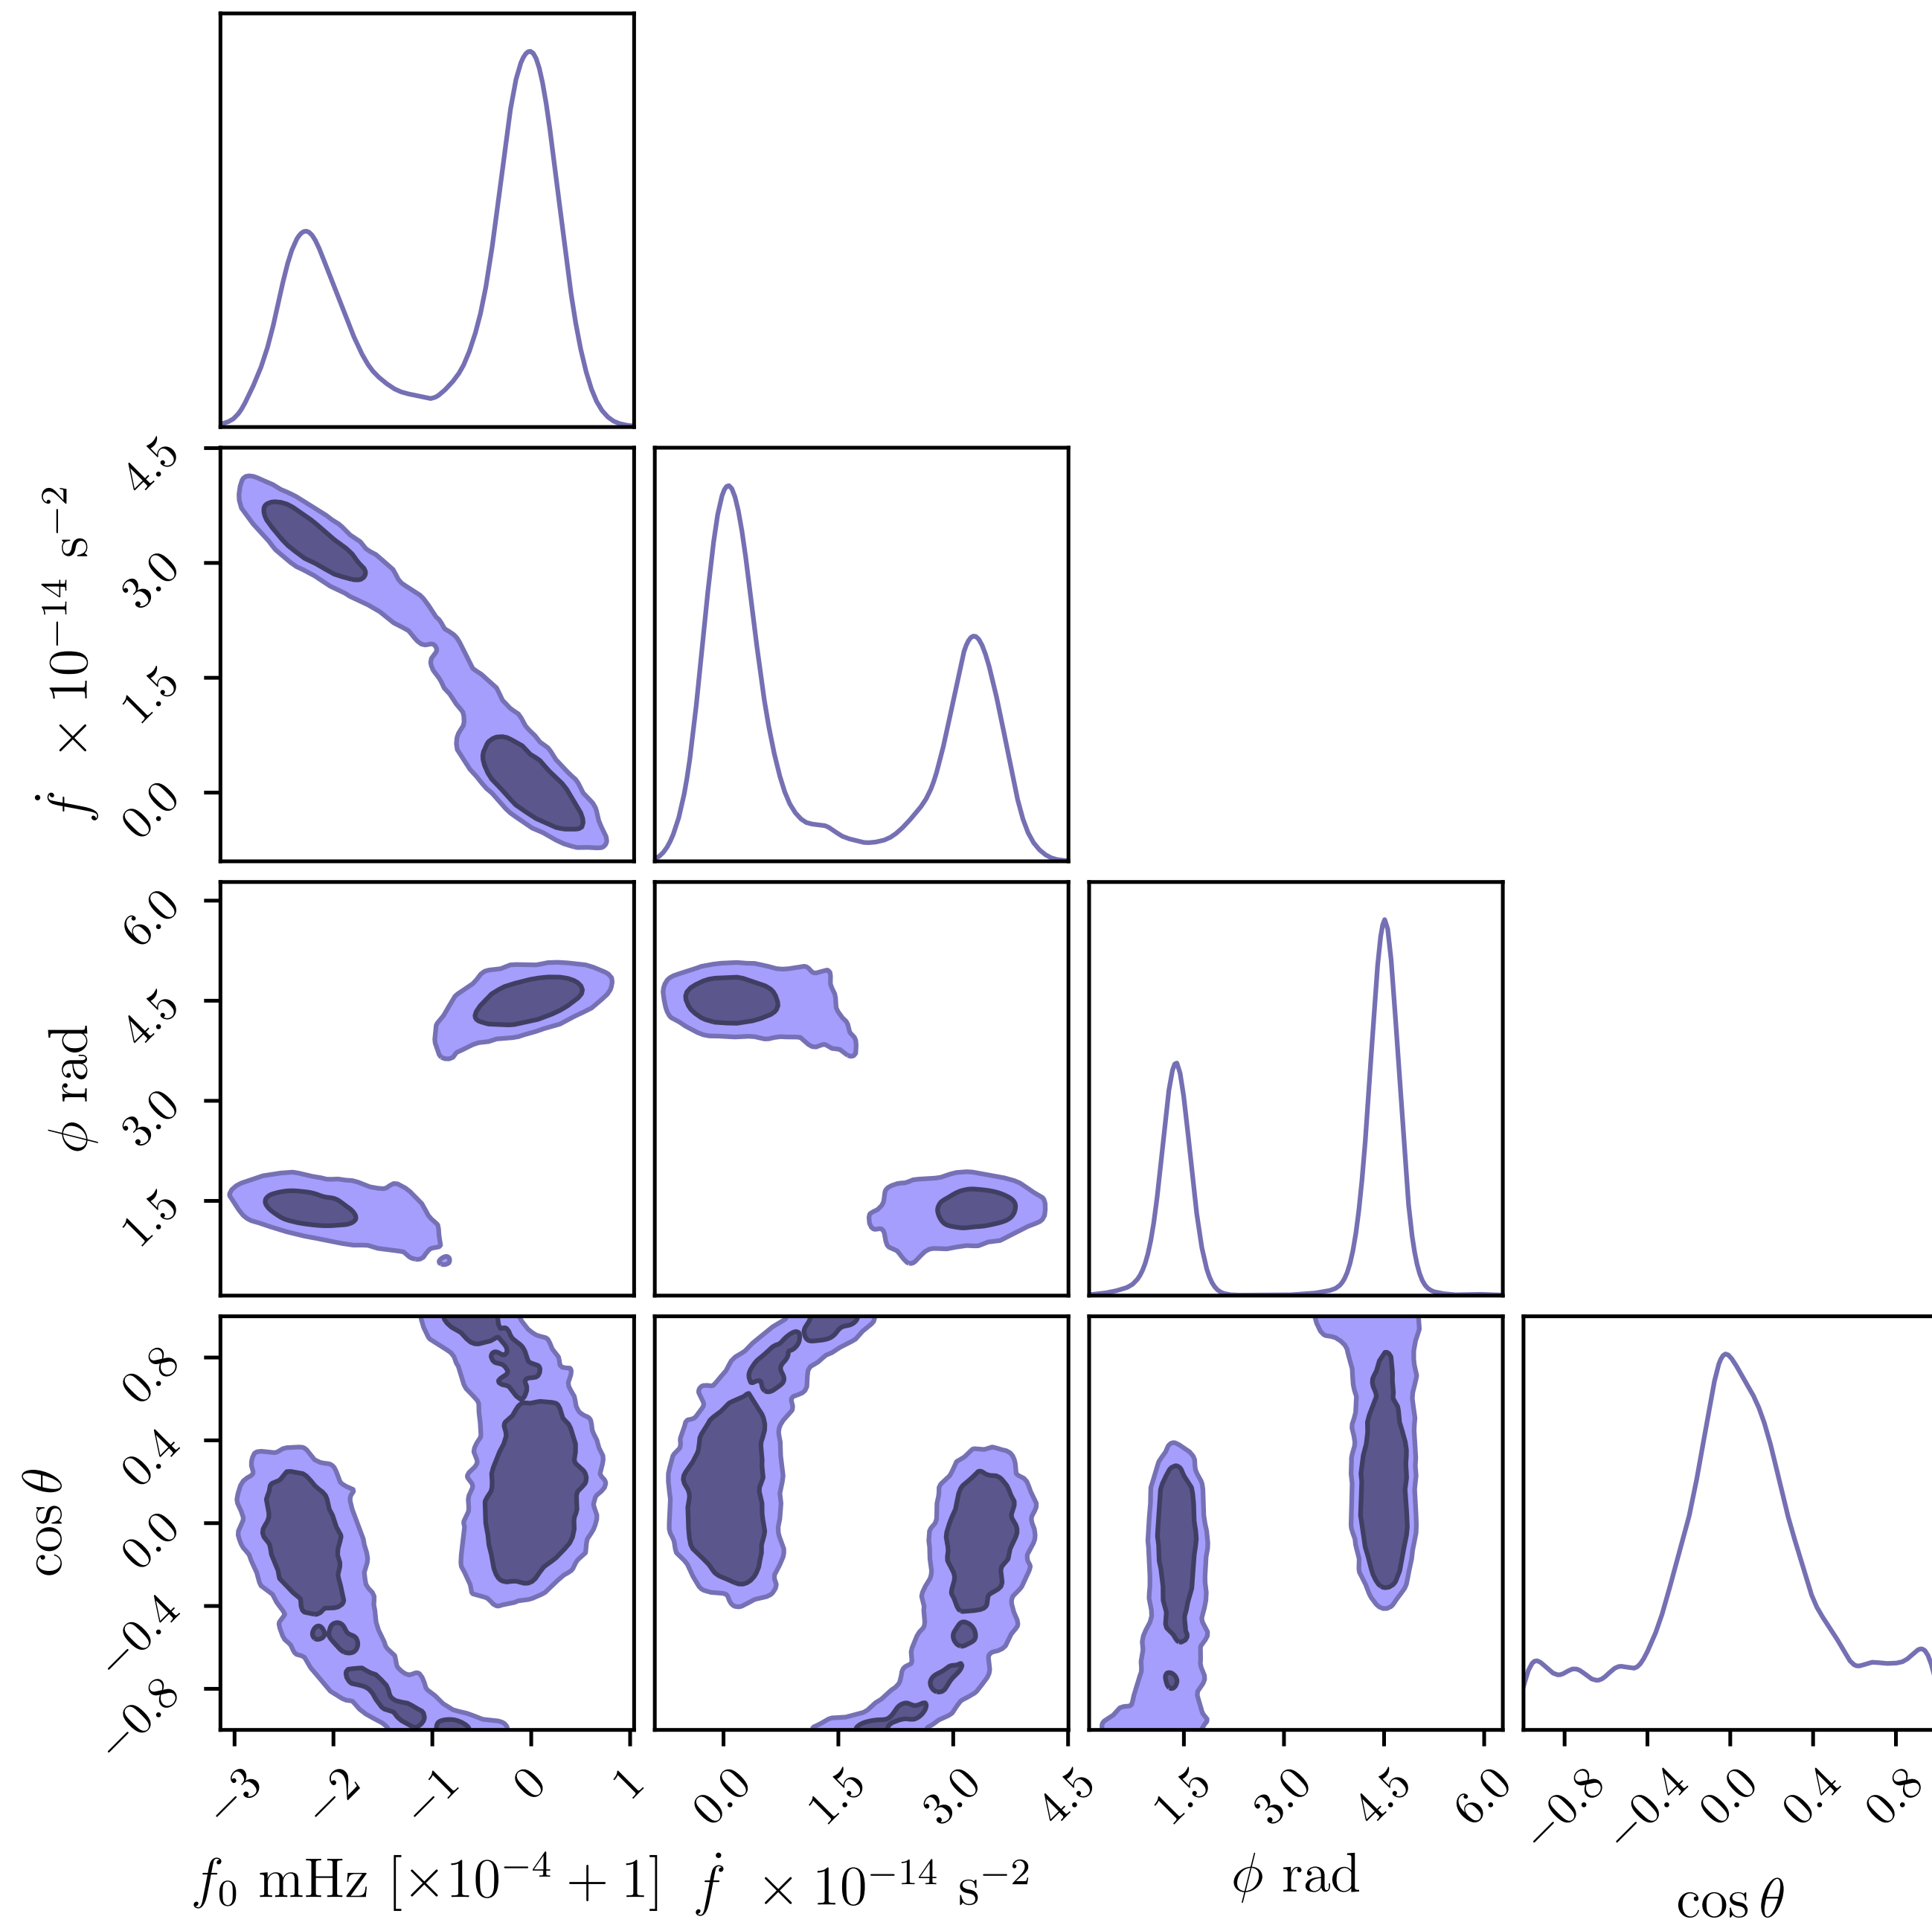 4.5
3.0
1.5
0.0
ḟ × 10⁻¹⁴ s⁻²
6.0
4.5
3.0
1.5
ϕ rad
0.8
0.4
0.0
−0.4
−0.8
cos θ
−3 −2 −1 0 1
0.0 1.5 3.0 4.5
1.5 3.0 4.5 6.0
−0.8 −0.4 0.0 0.4 0.8
f₀ mHz [×10⁻⁴ + 1]
ḟ × 10⁻¹⁴ s⁻²
ϕ rad
cos θ